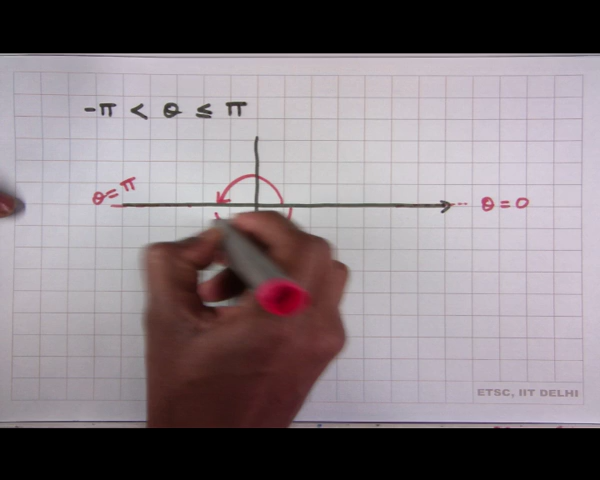 -π < θ ≤ π
θ = π
θ = 0
ETSC, IIT DELHI